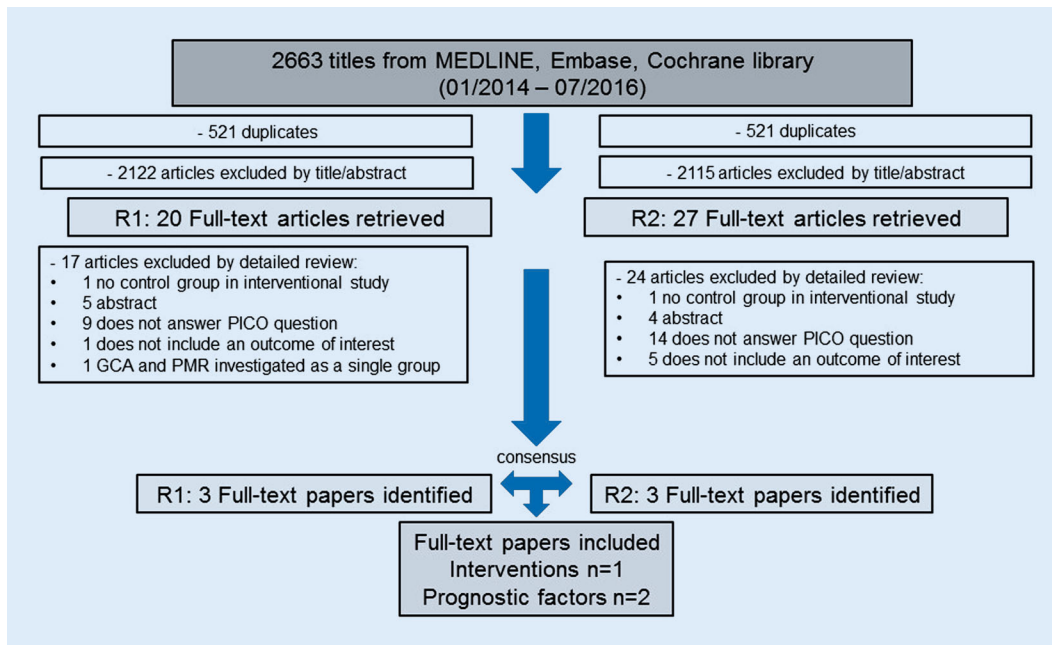 2663 titles from MEDLINE, Embase, Cochrane library
(01/2014 – 07/2016)
- 521 duplicates
- 2122 articles excluded by title/abstract
R1: 20 Full-text articles retrieved
- 17 articles excluded by detailed review:
• 1 no control group in interventional study
• 5 abstract
• 9 does not answer PICO question
• 1 does not include an outcome of interest
• 1 GCA and PMR investigated as a single group
- 521 duplicates
- 2115 articles excluded by title/abstract
R2: 27 Full-text articles retrieved
- 24 articles excluded by detailed review:
• 1 no control group in interventional study
• 4 abstract
• 14 does not answer PICO question
• 5 does not include an outcome of interest
consensus
R1: 3 Full-text papers identified
R2: 3 Full-text papers identified
Full-text papers included
Interventions n=1
Prognostic factors n=2